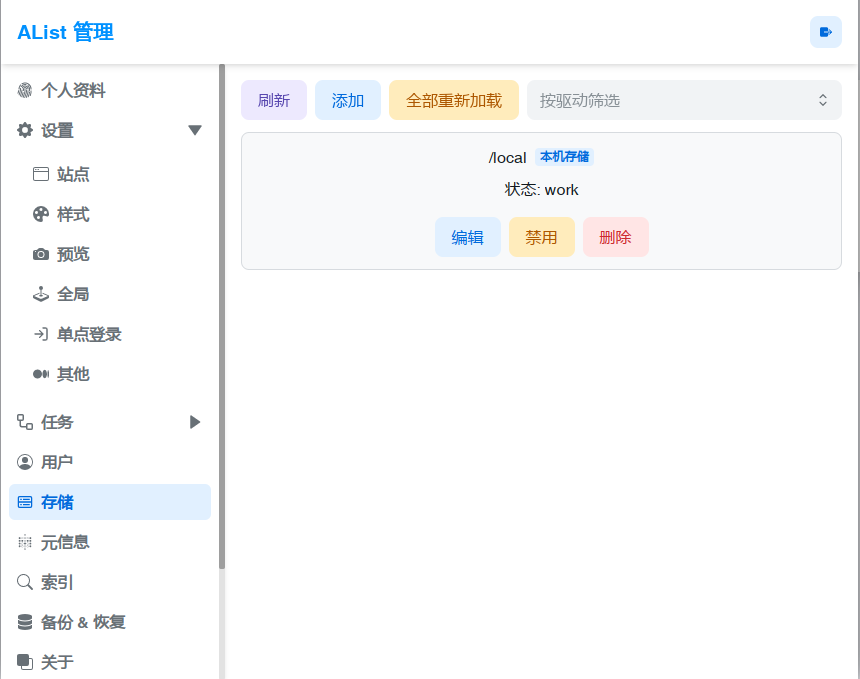 AList 管理
个人资料
设置
站点
样式
预览
全局
单点登录
其他
任务
用户
存储
元信息
索引
备份 & 恢复
关于
刷新 添加 全部重新加载 按驱动筛选
/local 本机存储
状态: work
编辑 禁用 删除